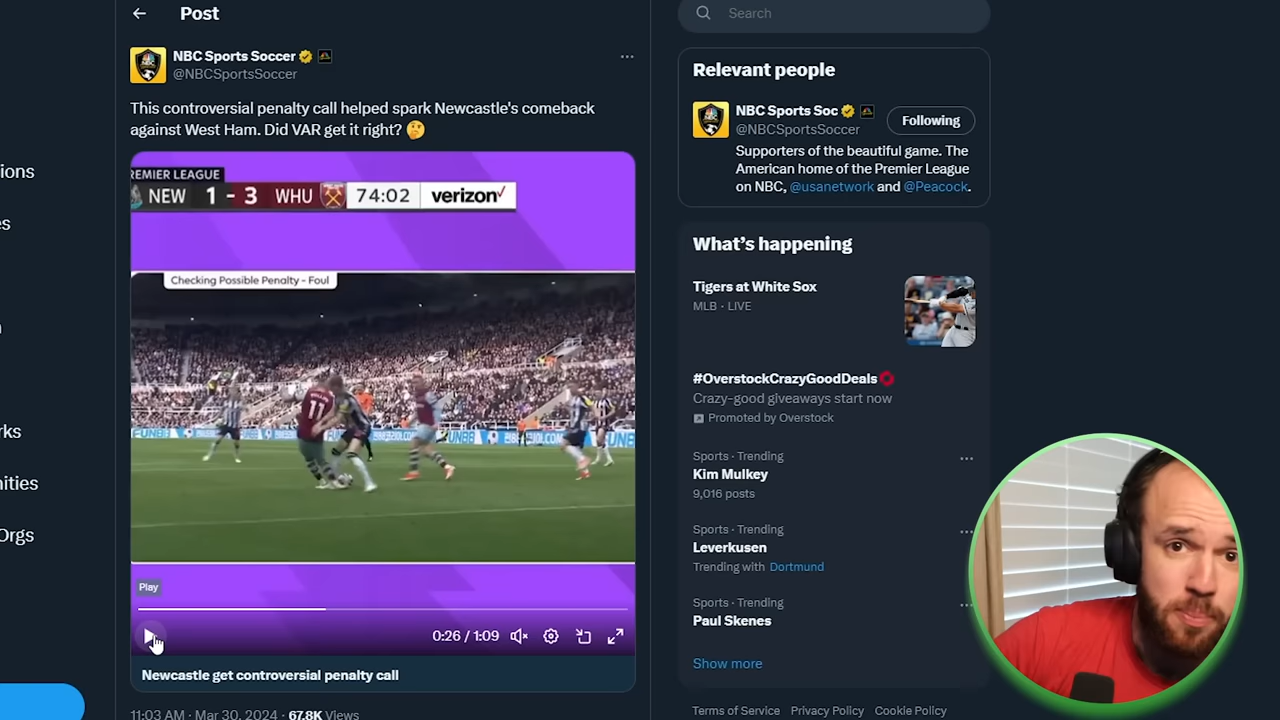 Post
Search
NBC Sports Soccer
@NBCSportsSoccer
This controversial penalty call helped spark Newcastle's comeback
against West Ham. Did VAR get it right? 🤔
REMIER LEAGUE
NEW 1 - 3 WHU 74:02 verizon✓
Checking Possible Penalty - Foul
11
FUN88
Play
0:26 / 1:09
Newcastle get controversial penalty call
11:03 AM · Mar 30, 2024 · 67.8K Views
Relevant people
NBC Sports Soc
@NBCSportsSoccer
Following
Supporters of the beautiful game. The
American home of the Premier League
on NBC, @usanetwork and @Peacock.
What's happening
Tigers at White Sox
MLB · LIVE
#OverstockCrazyGoodDeals
Crazy-good giveaways start now
Promoted by Overstock
Sports · Trending
Kim Mulkey
9,016 posts
Sports · Trending
Leverkusen
Trending with Dortmund
Sports · Trending
Paul Skenes
Show more
Terms of Service Privacy Policy Cookie Policy
ions
es
n
rks
nities
Orgs